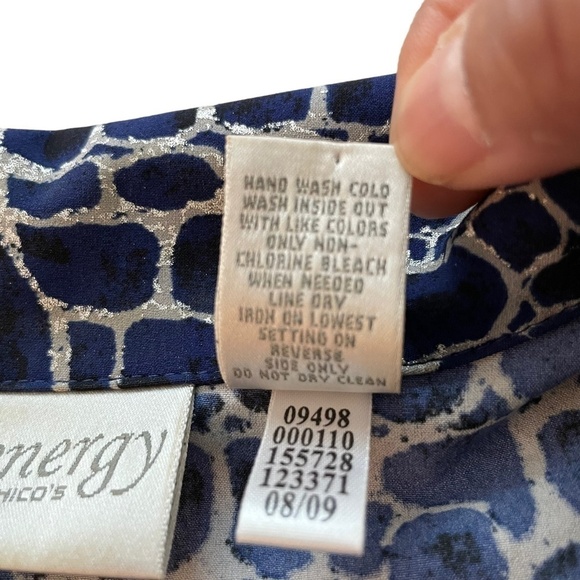 HAND WASH COLD
WASH INSIDE OUT
WITH LIKE COLORS
ONLY NON-
CHLORINE BLEACH
WHEN NEEDED
LINE DRY
IRON ON LOWEST
SETTING ON
REVERSE
SIDE ONLY
DO NOT DRY CLEAN
09498
000110
155728
123371
08/09
nergy
HICO'S